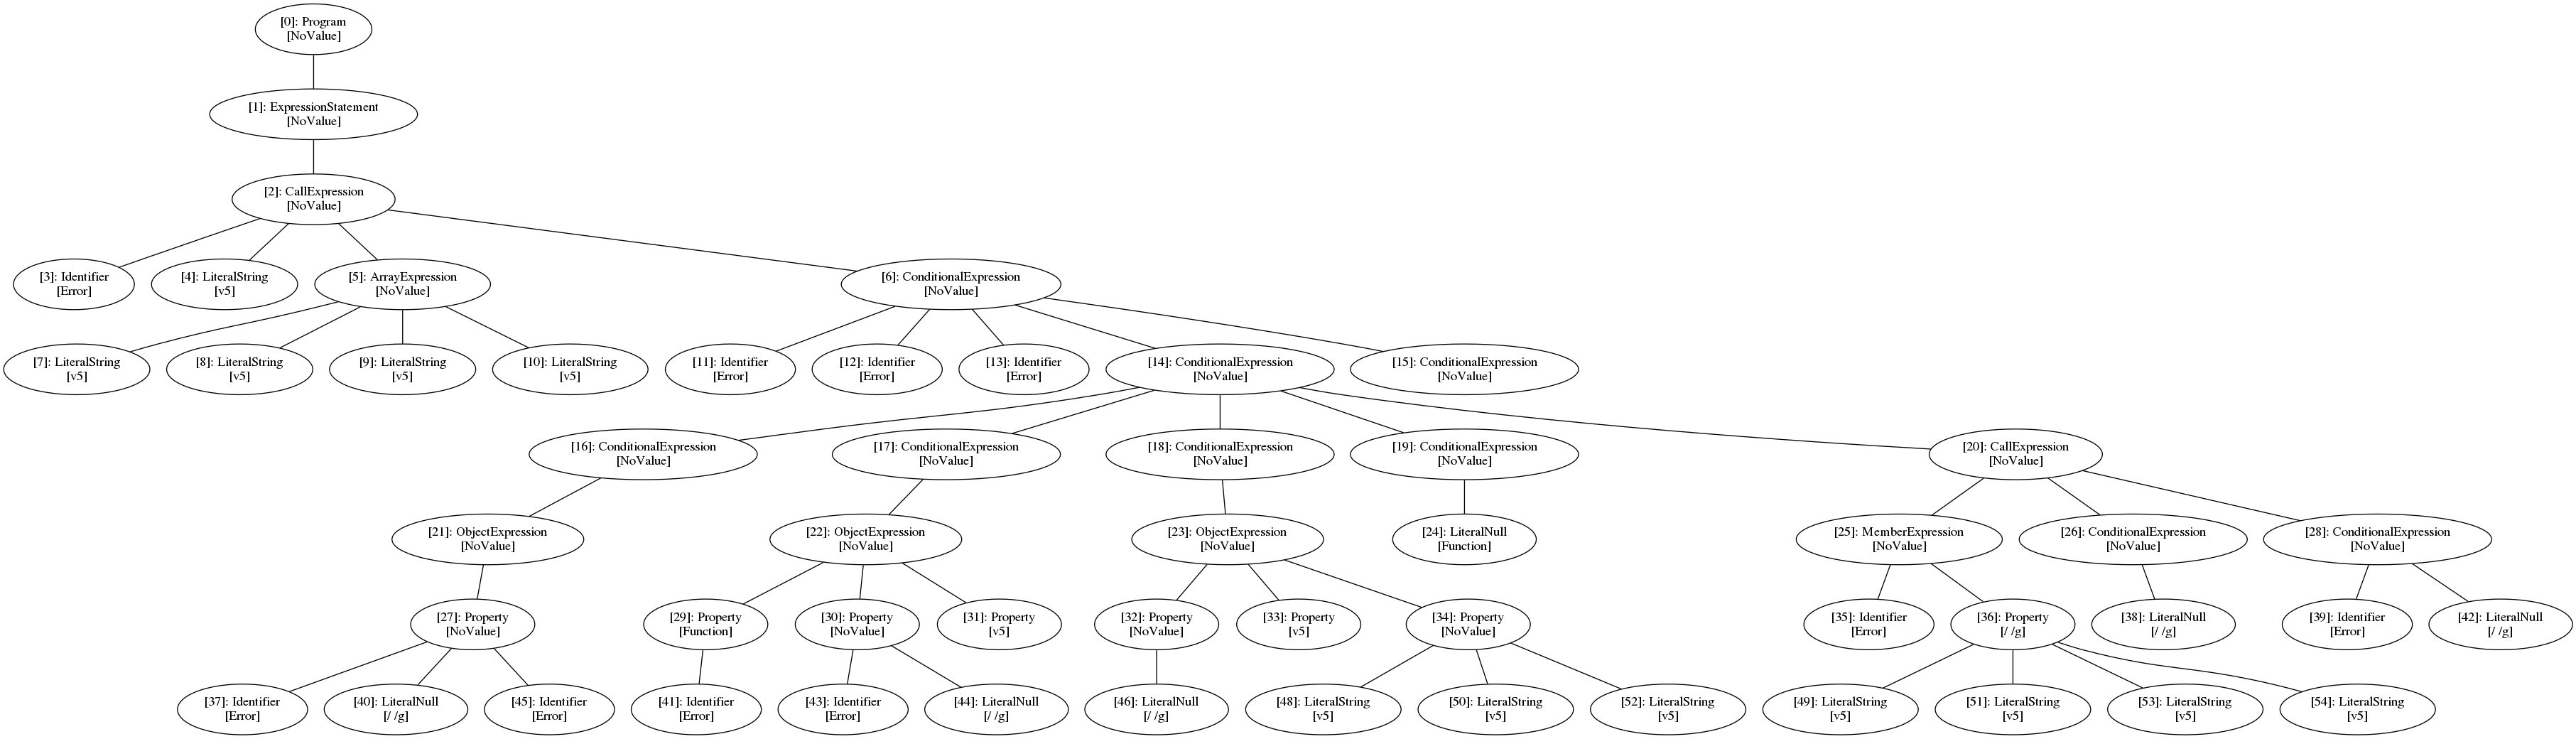 [0]: Program
[NoValue]
[1]: ExpressionStatement
[NoValue]
[2]: CallExpression
[NoValue]
[3]: Identifier
[Error]
[4]: LiteralString
[v5]
[5]: ArrayExpression
[NoValue]
[6]: ConditionalExpression
[NoValue]
[7]: LiteralString
[v5]
[8]: LiteralString
[v5]
[9]: LiteralString
[v5]
[10]: LiteralString
[v5]
[11]: Identifier
[Error]
[12]: Identifier
[Error]
[13]: Identifier
[Error]
[14]: ConditionalExpression
[NoValue]
[15]: ConditionalExpression
[NoValue]
[16]: ConditionalExpression
[NoValue]
[17]: ConditionalExpression
[NoValue]
[18]: ConditionalExpression
[NoValue]
[19]: ConditionalExpression
[NoValue]
[20]: CallExpression
[NoValue]
[21]: ObjectExpression
[NoValue]
[22]: ObjectExpression
[NoValue]
[23]: ObjectExpression
[NoValue]
[24]: LiteralNull
[Function]
[25]: MemberExpression
[NoValue]
[26]: ConditionalExpression
[NoValue]
[28]: ConditionalExpression
[NoValue]
[27]: Property
[NoValue]
[29]: Property
[Function]
[30]: Property
[NoValue]
[31]: Property
[v5]
[32]: Property
[NoValue]
[33]: Property
[v5]
[34]: Property
[NoValue]
[35]: Identifier
[Error]
[36]: Property
[/ /g]
[38]: LiteralNull
[/ /g]
[39]: Identifier
[Error]
[42]: LiteralNull
[/ /g]
[37]: Identifier
[Error]
[40]: LiteralNull
[/ /g]
[45]: Identifier
[Error]
[41]: Identifier
[Error]
[43]: Identifier
[Error]
[44]: LiteralNull
[/ /g]
[46]: LiteralNull
[/ /g]
[48]: LiteralString
[v5]
[50]: LiteralString
[v5]
[52]: LiteralString
[v5]
[49]: LiteralString
[v5]
[51]: LiteralString
[v5]
[53]: LiteralString
[v5]
[54]: LiteralString
[v5]